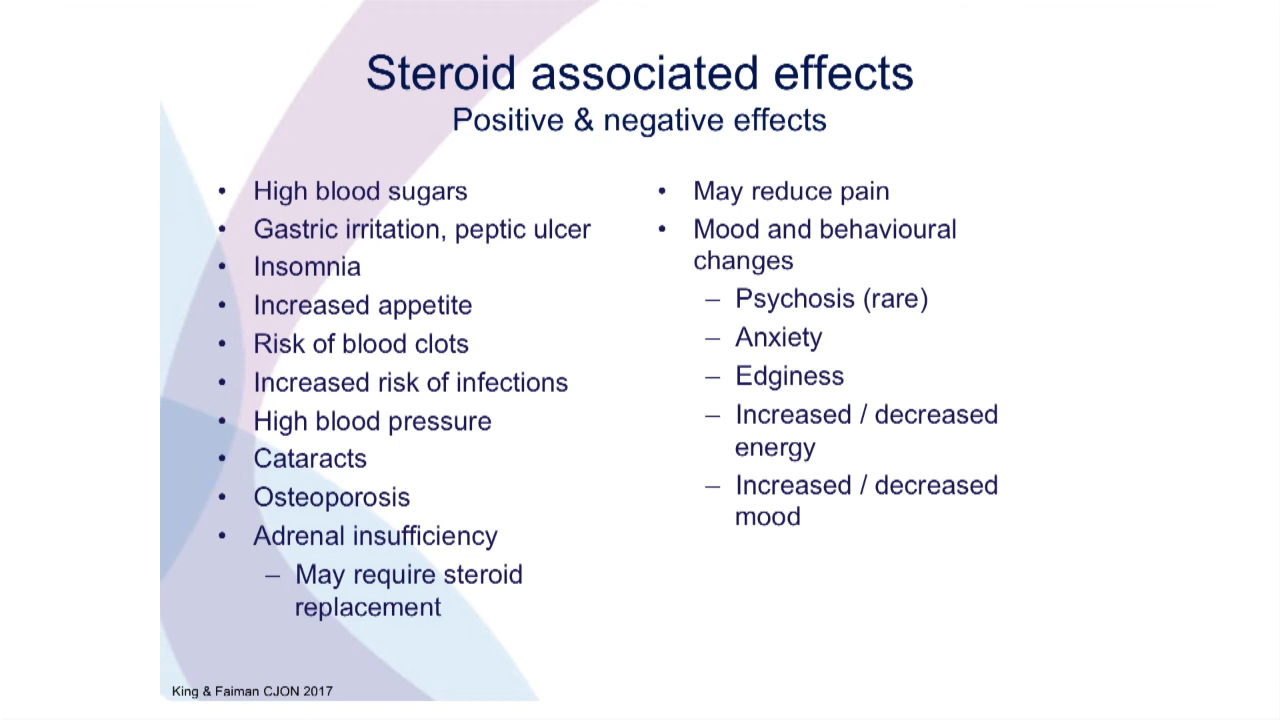 Steroid associated effects
Positive & negative effects
• High blood sugars
• Gastric irritation, peptic ulcer
• Insomnia
• Increased appetite
• Risk of blood clots
• Increased risk of infections
• High blood pressure
• Cataracts
• Osteoporosis
• Adrenal insufficiency
– May require steroid
replacement
• May reduce pain
• Mood and behavioural
changes
– Psychosis (rare)
– Anxiety
– Edginess
– Increased / decreased
energy
– Increased / decreased
mood
King & Faiman CJON 2017